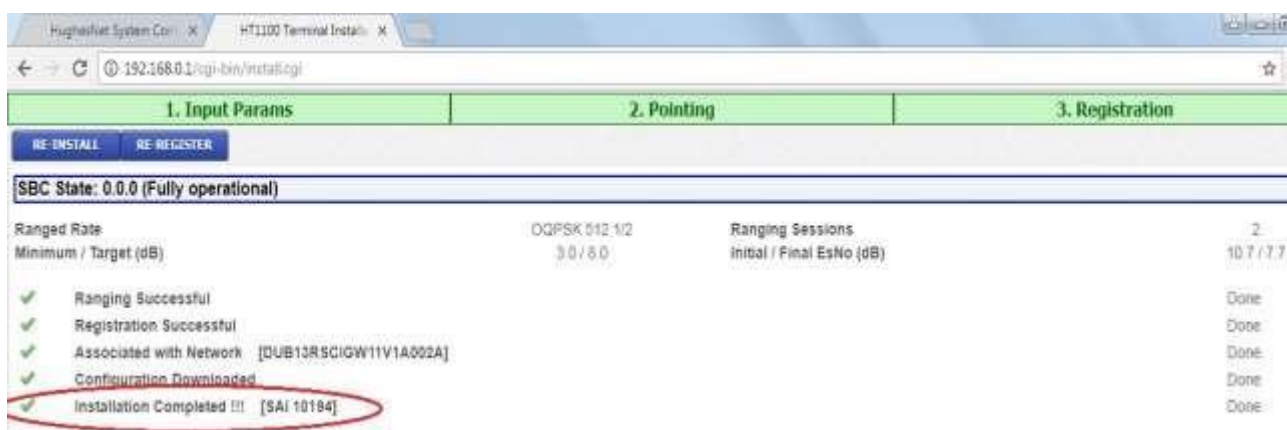 HughesNet System Con
HT1100 Terminal Install
192.168.0.1/cgi-bin/install.cgi
1. Input Params 2. Pointing 3. Registration
RE-INSTALL RE-REGISTER
SBC State: 0.0.0 (Fully operational)
Ranged Rate OQPSK 512 1/2 Ranging Sessions 2
Minimum / Target (dB) 3.0 / 8.0 Initial / Final EsNo (dB) 10.7 / 7.7
Ranging Successful Done
Registration Successful Done
Associated with Network [DUB13RSCIGW11V1A002A] Done
Configuration Downloaded Done
Installation Completed !!! [SAI 10194] Done